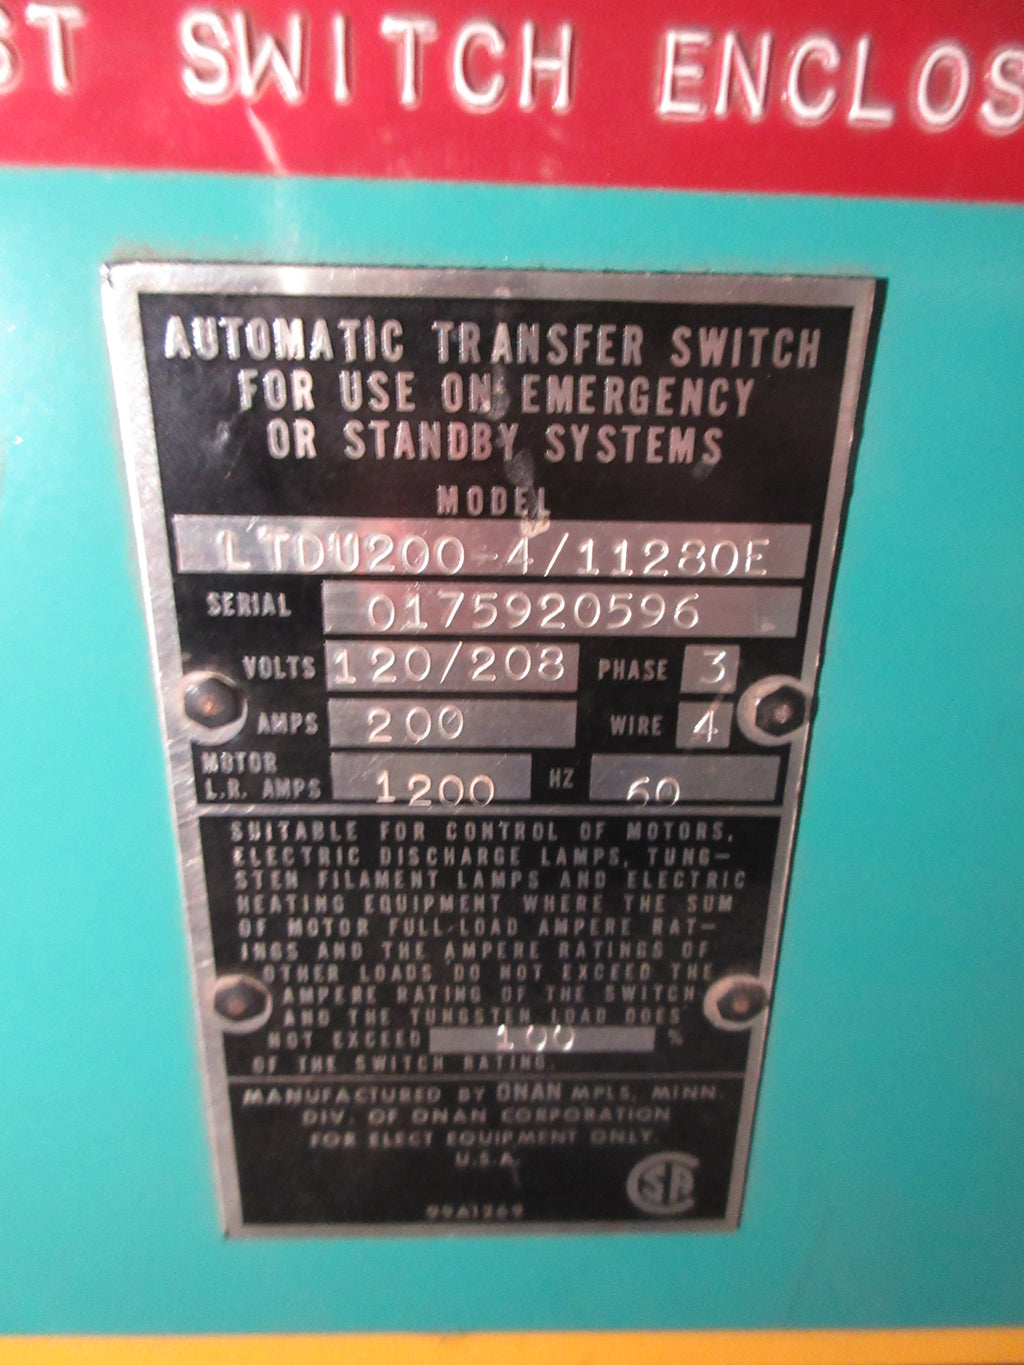 ST SWITCH ENCLOS
AUTOMATIC TRANSFER SWITCH
FOR USE ON EMERGENCY
OR STANDBY SYSTEMS
MODEL
LTDU200-4/11280E
SERIAL 0175920596
VOLTS 120/208 PHASE 3
AMPS 200 WIRE 4
MOTOR
L.R. AMPS 1200 HZ 60
SUITABLE FOR CONTROL OF MOTORS,
ELECTRIC DISCHARGE LAMPS, TUNG-
STEN FILAMENT LAMPS AND ELECTRIC
HEATING EQUIPMENT WHERE THE SUM
OF MOTOR FULL-LOAD AMPERE RAT-
INGS AND THE AMPERE RATINGS OF
OTHER LOADS DO NOT EXCEED THE
AMPERE RATING OF THE SWITCH
AND THE TUNGSTEN LOAD DOES
NOT EXCEED 100 %
OF THE SWITCH RATING.
MANUFACTURED BY ONAN MPLS. MINN.
DIV. OF ONAN CORPORATION
FOR ELECT EQUIPMENT ONLY.
U.S.A.
CSA
99A1269